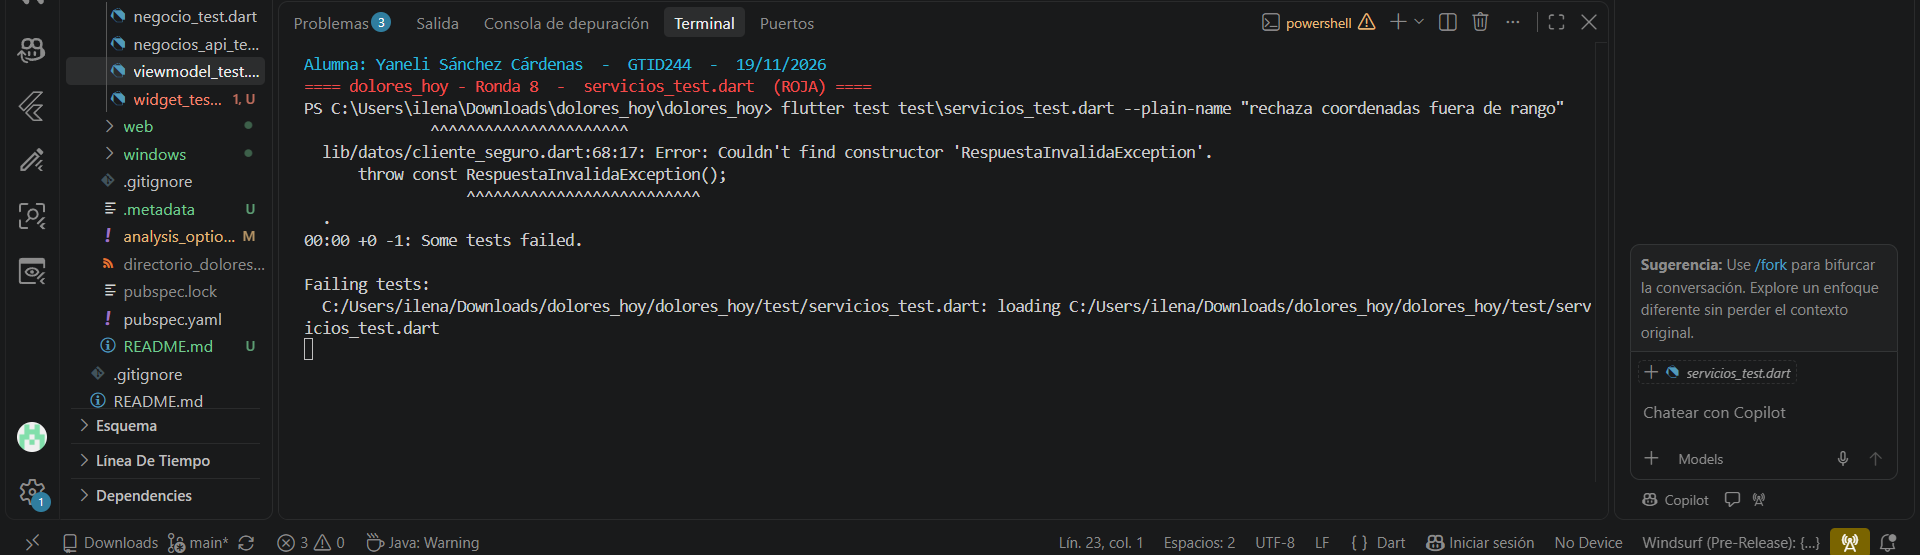 negocio_test.dart
negocios_api_te...
viewmodel_test....
widget_tes... 1, U
web
windows
.gitignore
.metadata U
analysis_optio... M
directorio_dolores...
pubspec.lock
pubspec.yaml
README.md U
.gitignore
README.md
Esquema
Línea De Tiempo
Dependencies
1
Problemas 3 Salida Consola de depuración Terminal Puertos
powershell
Alumna: Yaneli Sánchez Cárdenas - GTID244 - 19/11/2026
==== dolores_hoy - Ronda 8 - servicios_test.dart (ROJA) ====
PS C:\Users\ilena\Downloads\dolores_hoy\dolores_hoy> flutter test test\servicios_test.dart --plain-name "rechaza coordenadas fuera de rango"
^^^^^^^^^^^^^^^^^^^^^^
lib/datos/cliente_seguro.dart:68:17: Error: Couldn't find constructor 'RespuestaInvalidaException'.
throw const RespuestaInvalidaException();
^^^^^^^^^^^^^^^^^^^^^^^^^^
.
00:00 +0 -1: Some tests failed.
Failing tests:
C:/Users/ilena/Downloads/dolores_hoy/dolores_hoy/test/servicios_test.dart: loading C:/Users/ilena/Downloads/dolores_hoy/dolores_hoy/test/serv
icios_test.dart
Sugerencia: Use /fork para bifurcar
la conversación. Explore un enfoque
diferente sin perder el contexto
original.
servicios_test.dart
Chatear con Copilot
Models
Copilot
Downloads main* 3 0 Java: Warning Lín. 23, col. 1 Espacios: 2 UTF-8 LF { } Dart Iniciar sesión No Device Windsurf (Pre-Release): {...}